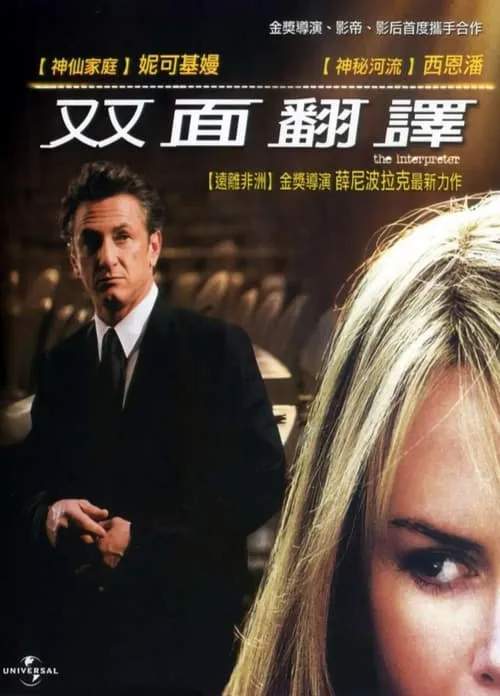 金獎導演、影帝、影后首度攜手合作
【神仙家庭】妮可基嫚　【神秘河流】西恩潘
双面翻譯
the interpreter
【遠離非洲】金獎導演 薛尼波拉克最新力作
UNIVERSAL